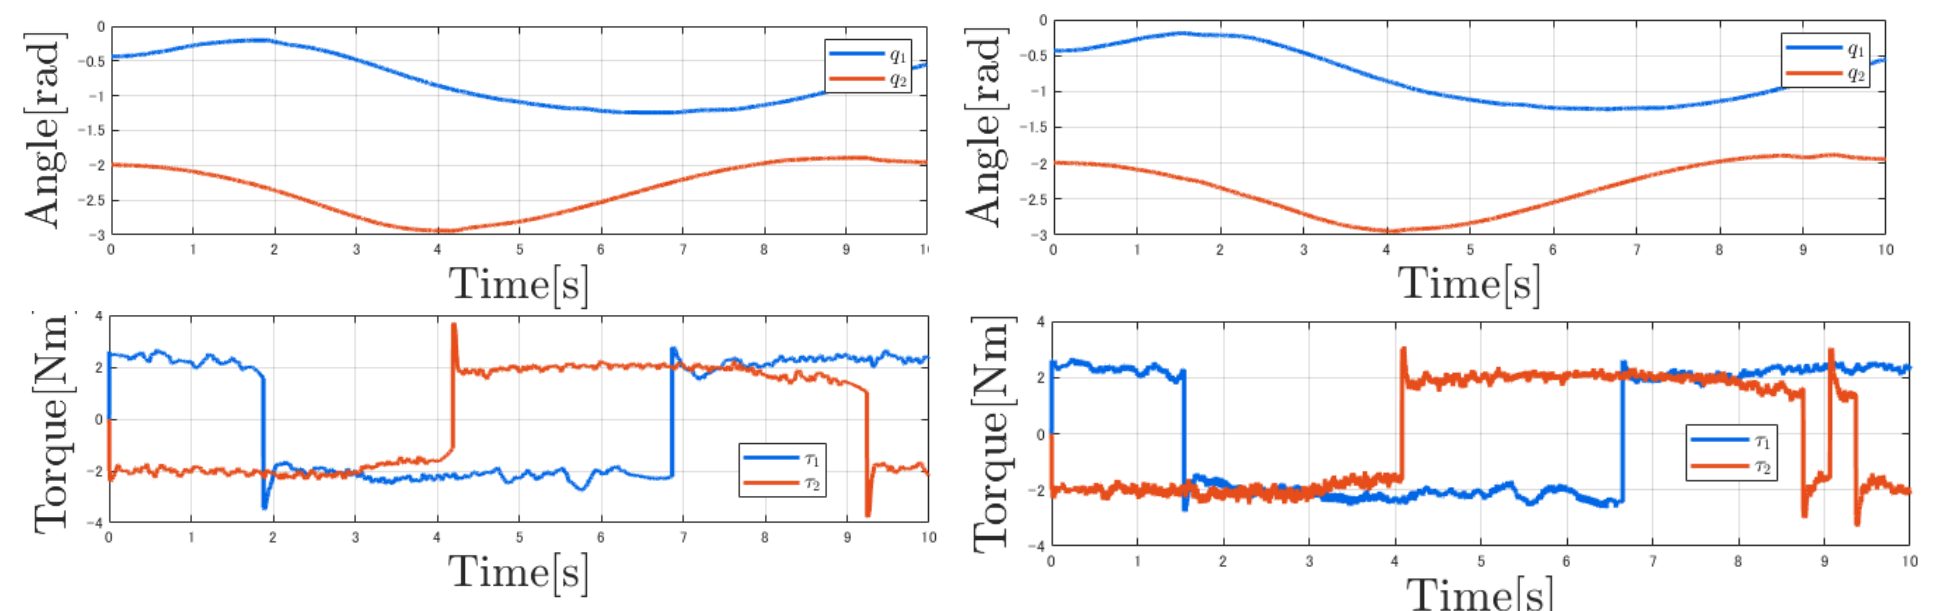 Angle[rad]
0
-0.5
-1
-1.5
-2
-2.5
-3
q1
q2
0 1 2 3 4 5 6 7 8 9
Time[s]
Angle[rad]
0
-0.5
-1
-1.5
-2
-2.5
-3
q1
q2
0 1 2 3 4 5 6 7 8 9 10
Time[s]
Torque[Nm
4
2
0
-2
-4
τ1
τ2
0 1 2 3 4 5 6 7 8 9 10
Time[s]
Torque[Nm]
4
2
0
-2
-4
τ1
τ2
0 1 2 3 4 5 6 7 8 9 10
Time[s]